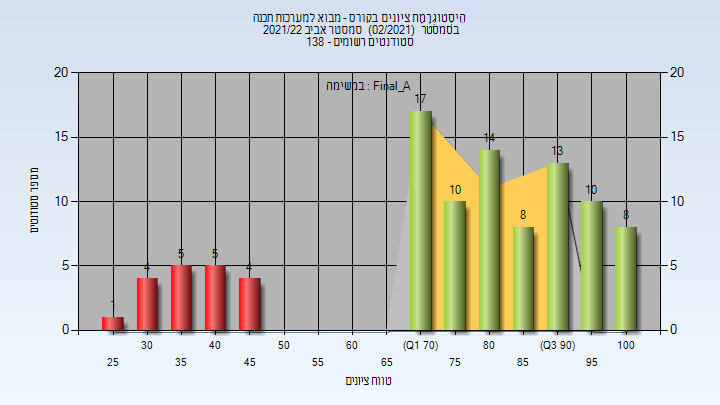 היסטוגרמת ציונים בקורס - מבוא למערכות תכנה
בסמסטר (02/2021) סמסטר אביב 2021/22
סטודנטים רשומים - 138
במשימה : Final_A
20 20
15 15
10 10
5 5
0 0
מספר סטודנטים
1 4 5 5 4 17 10 14 8 13 10 8
30 40 50 60 (Q1 70) 80 (Q3 90) 100
25 35 45 55 65 75 85 95
טווח ציונים